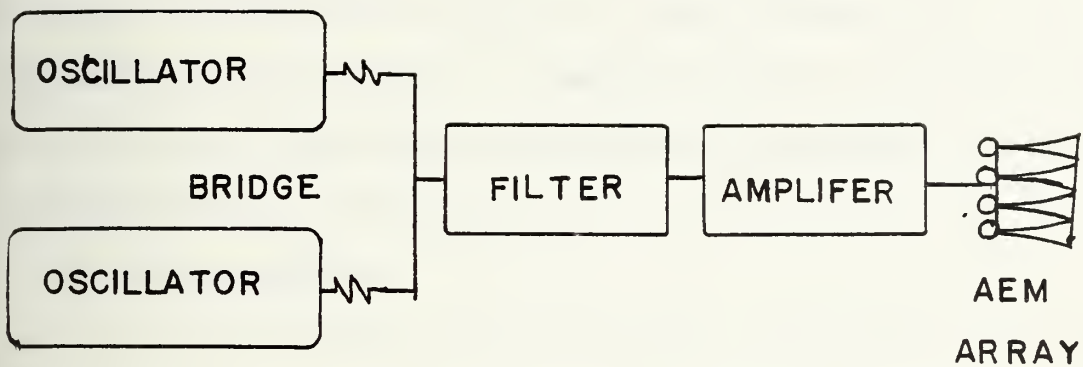 OSCILLATOR
BRIDGE
FILTER
AMPLIFER
OSCILLATOR
AEM
ARRAY